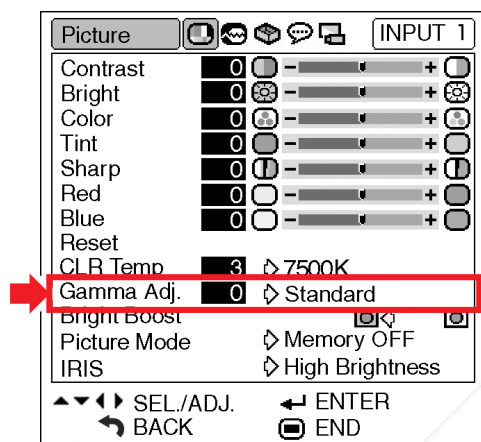 Picture INPUT 1
Contrast 0 - +
Bright 0 - +
Color 0 - +
Tint 0 - +
Sharp 0 - +
Red 0 - +
Blue 0 - +
Reset
CLR Temp 3 7500K
Gamma Adj. 0 Standard
Bright Boost
Picture Mode Memory OFF
IRIS High Brightness
SEL./ADJ. ENTER
BACK END